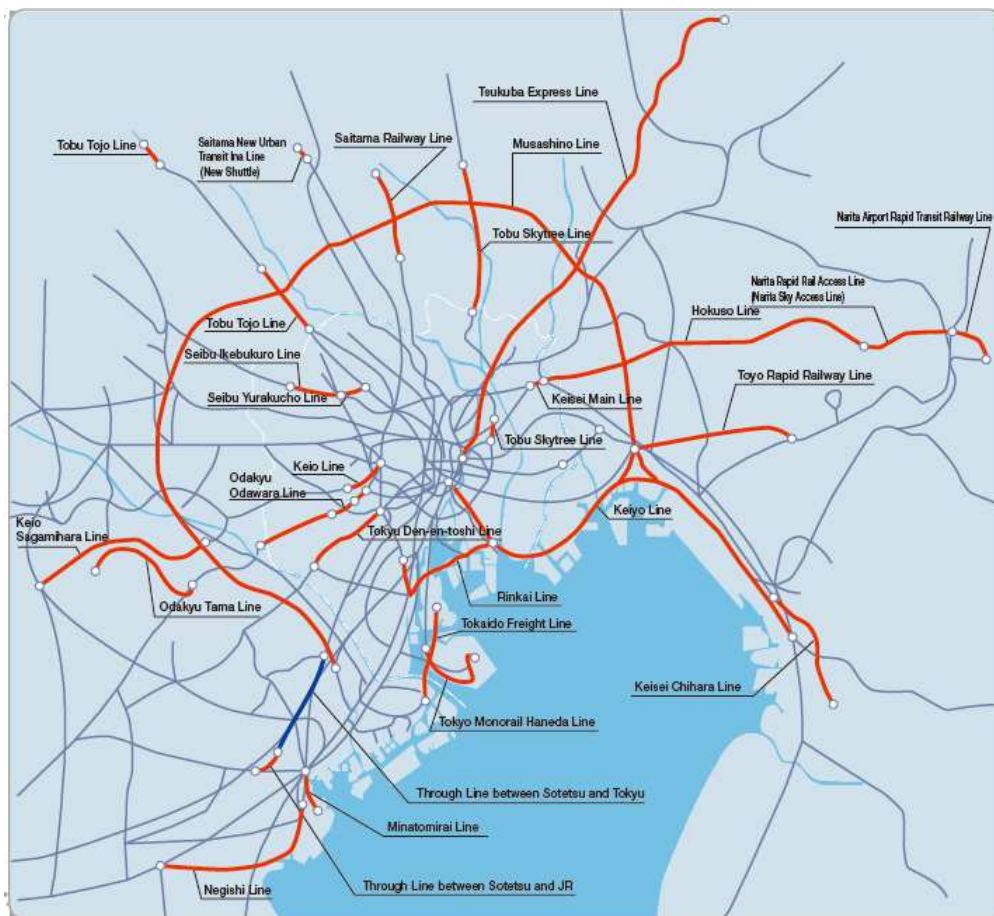 Tsukuba Express Line
Saitama Railway Line
Musashino Line
Tobu Tojo Line
Saitama New Urban
Transit Ina Line
(New Shuttle)
Narita Airport Rapid Transit Railway Line
Tobu Skytree Line
Narita Rapid Rail Access Line
(Narita Sky Access Line)
Hokuso Line
Tobu Tojo Line
Seibu Ikebukuro Line
Toyo Rapid Railway Line
Seibu Yurakucho Line
Keisei Main Line
Tobu Skytree Line
Keio Line
Odakyu
Odawara Line
Keiyo Line
Keio
Sagamihara Line
Tokyu Den-en-toshi Line
Rinkai Line
Odakyu Tama Line
Tokaido Freight Line
Keisei Chihara Line
Tokyo Monorail Haneda Line
Through Line between Sotetsu and Tokyu
Minatomirai Line
Negishi Line
Through Line between Sotetsu and JR